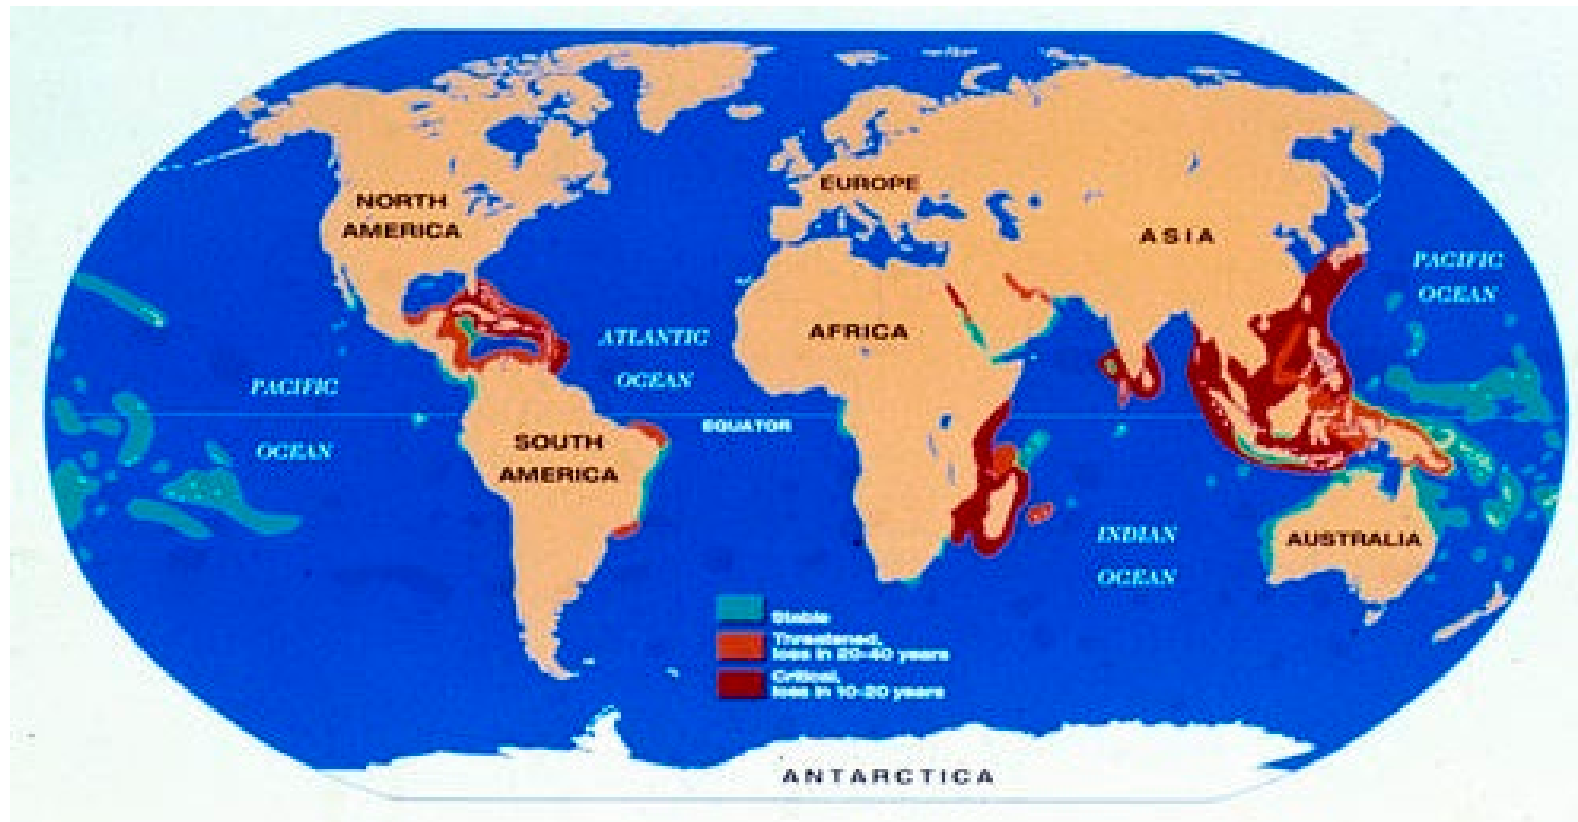 NORTH
AMERICA
EUROPE
ASIA
PACIFIC
OCEAN
ATLANTIC
OCEAN
AFRICA
PACIFIC
OCEAN
EQUATOR
SOUTH
AMERICA
INDIAN
OCEAN
AUSTRALIA
Stable
Threatened,
loss in 20-40 years
Critical,
loss in 10-20 years
ANTARCTICA